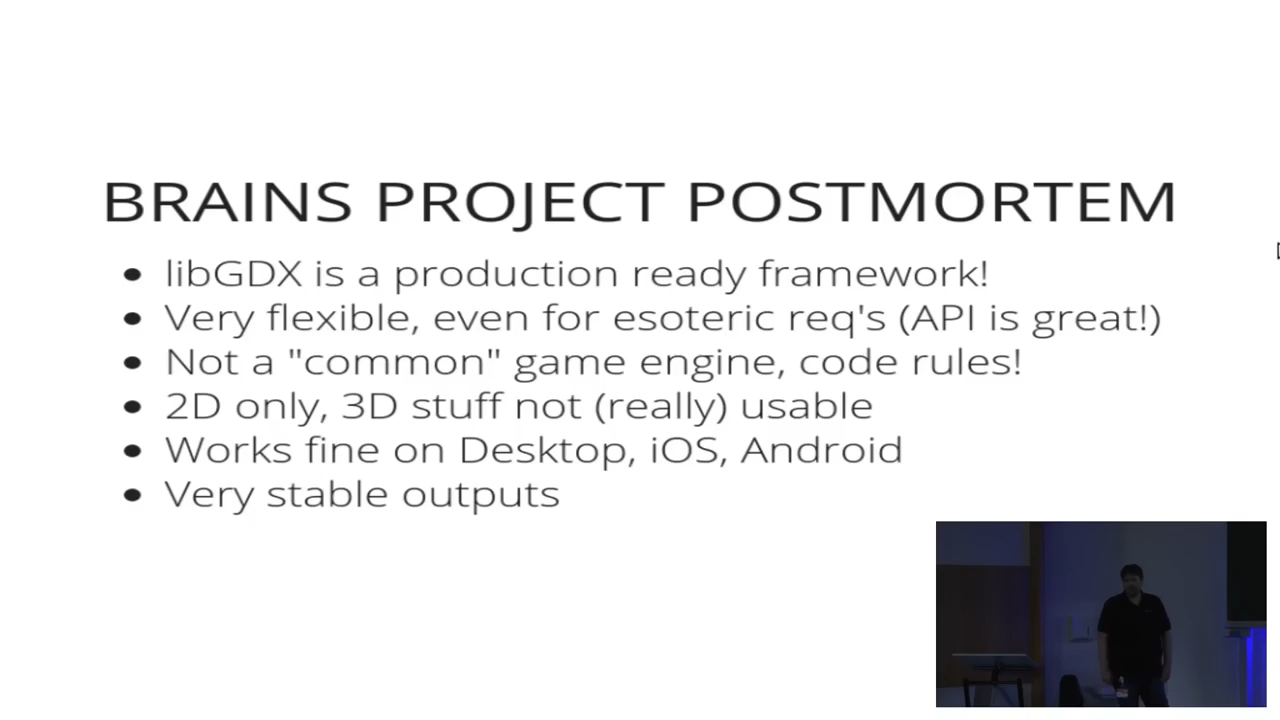 BRAINS PROJECT POSTMORTEM
libGDX is a production ready framework!
Very flexible, even for esoteric req's (API is great!)
Not a "common" game engine, code rules!
2D only, 3D stuff not (really) usable
Works fine on Desktop, iOS, Android
Very stable outputs